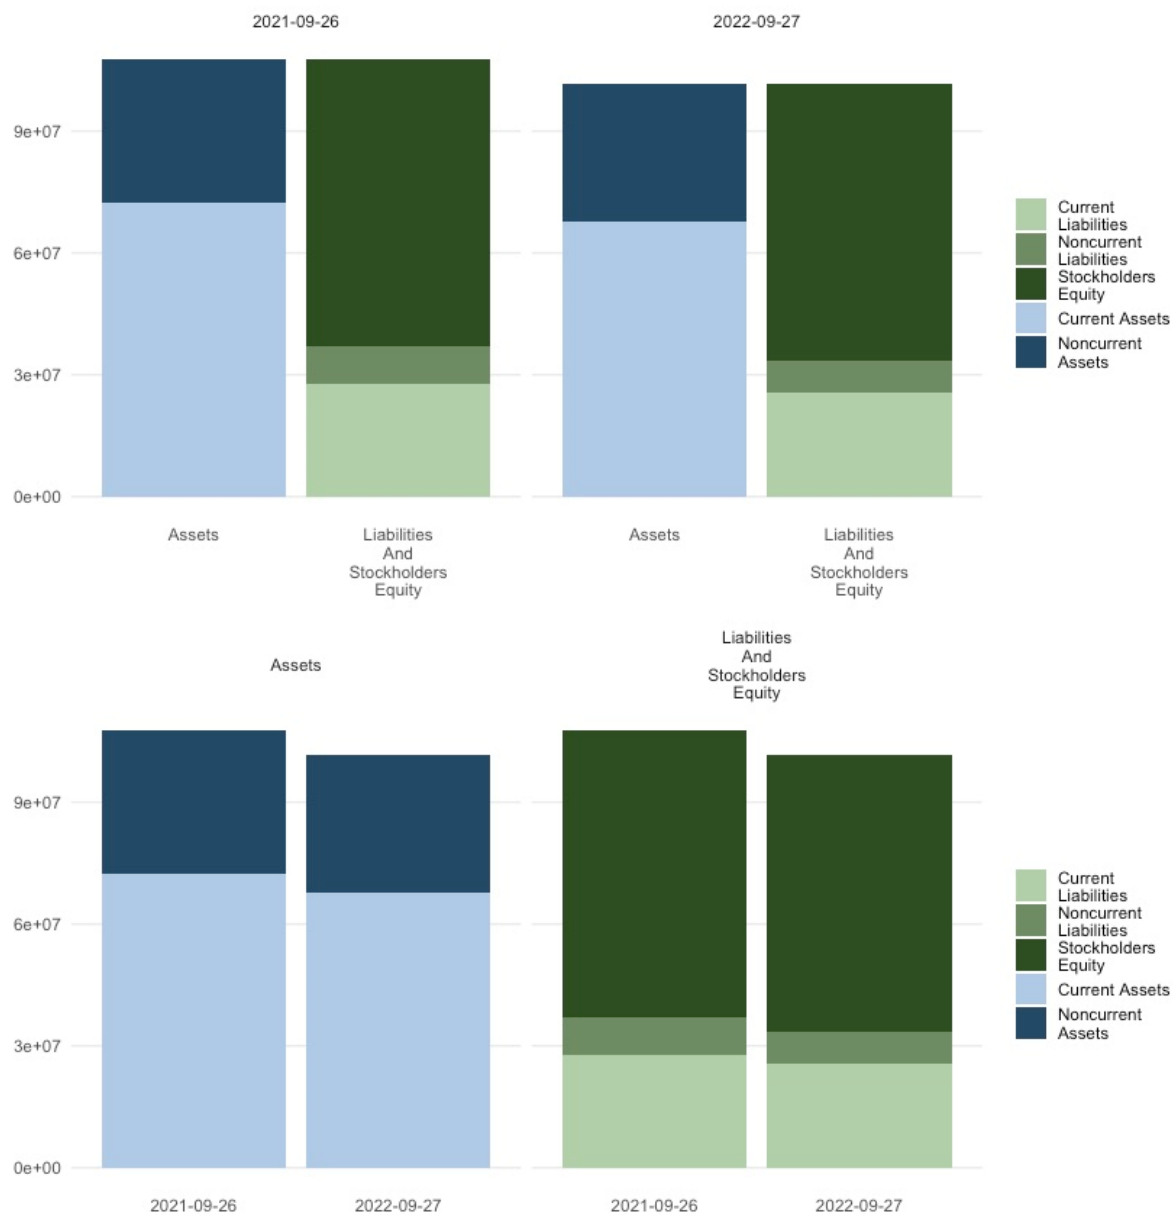 2021-09-26
2022-09-27
9e+07
6e+07
3e+07
0e+00
Assets
Liabilities
And
Stockholders
Equity
Assets
Liabilities
And
Stockholders
Equity
Current
Liabilities
Noncurrent
Liabilities
Stockholders
Equity
Current Assets
Noncurrent
Assets
Assets
Liabilities
And
Stockholders
Equity
9e+07
6e+07
3e+07
0e+00
2021-09-26
2022-09-27
2021-09-26
2022-09-27
Current
Liabilities
Noncurrent
Liabilities
Stockholders
Equity
Current Assets
Noncurrent
Assets